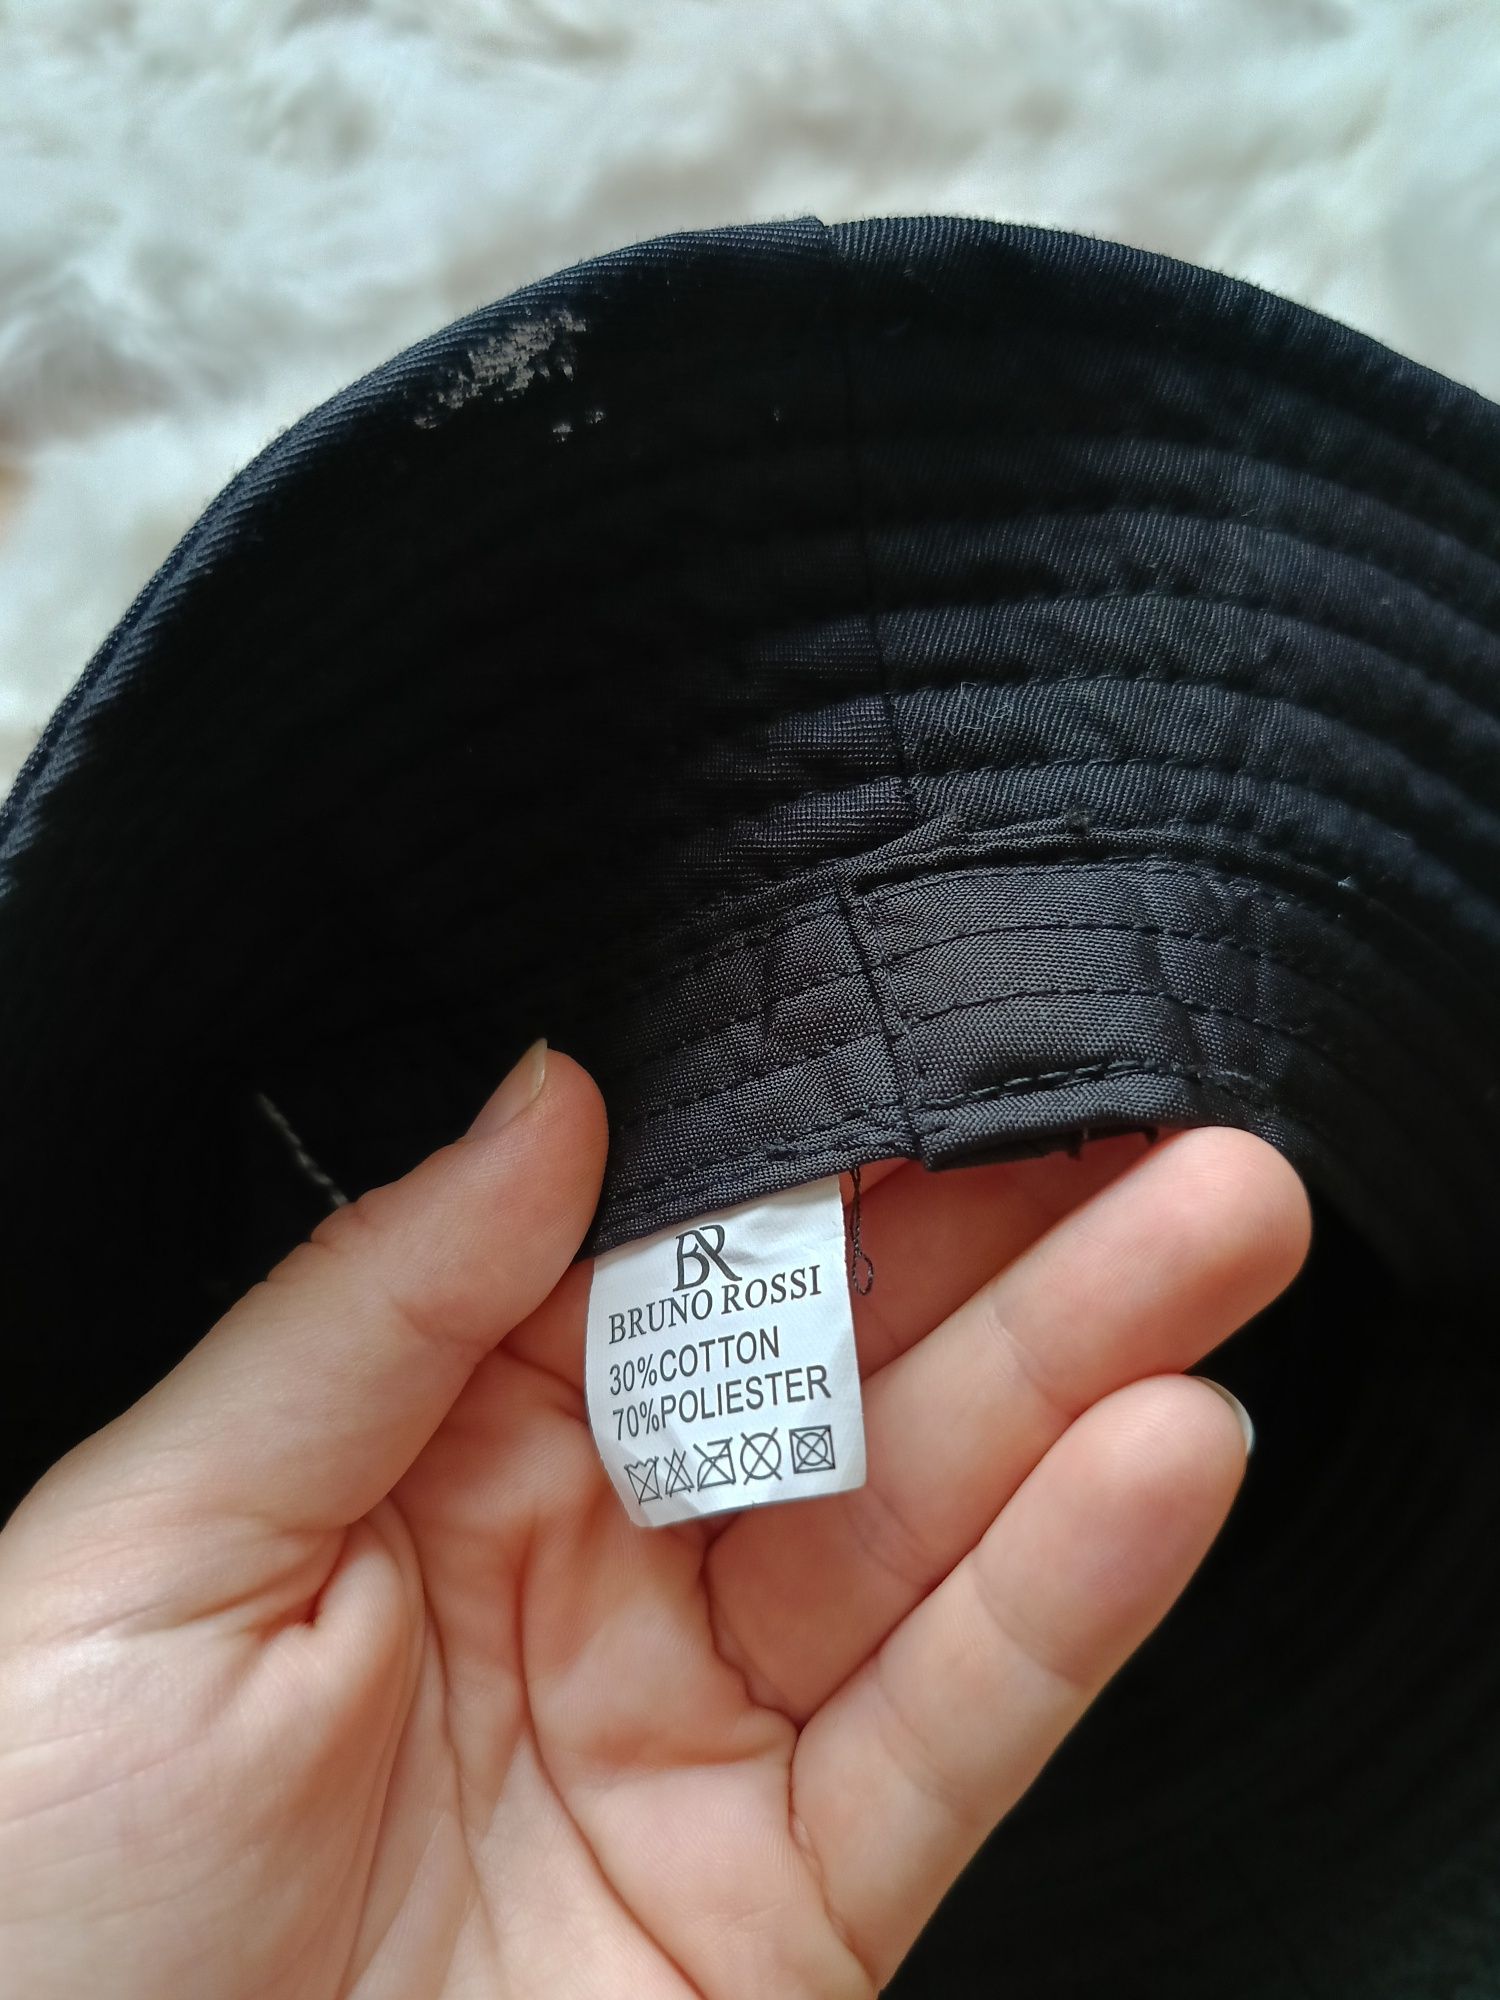 BR
BRUNO ROSSI
30%COTTON
70%POLIESTER